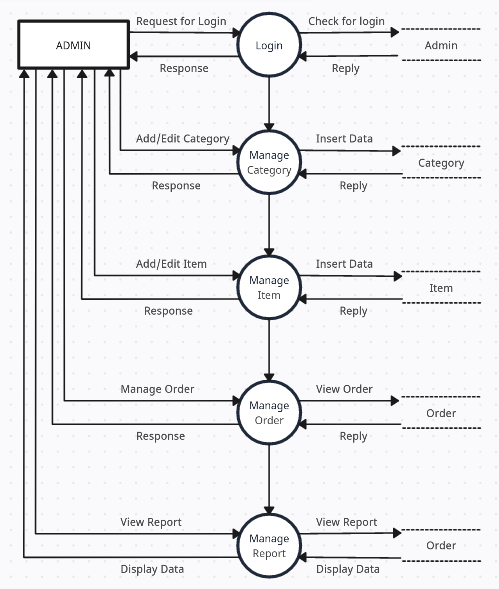 Request for Login
Check for login
ADMIN
Login
Admin
Response
Reply
Add/Edit Category
Insert Data
Manage
Category
Category
Response
Reply
Add/Edit Item
Insert Data
Manage
Item
Item
Response
Reply
Manage Order
View Order
Manage
Order
Order
Response
Reply
View Report
View Report
Manage
Report
Order
Display Data
Display Data